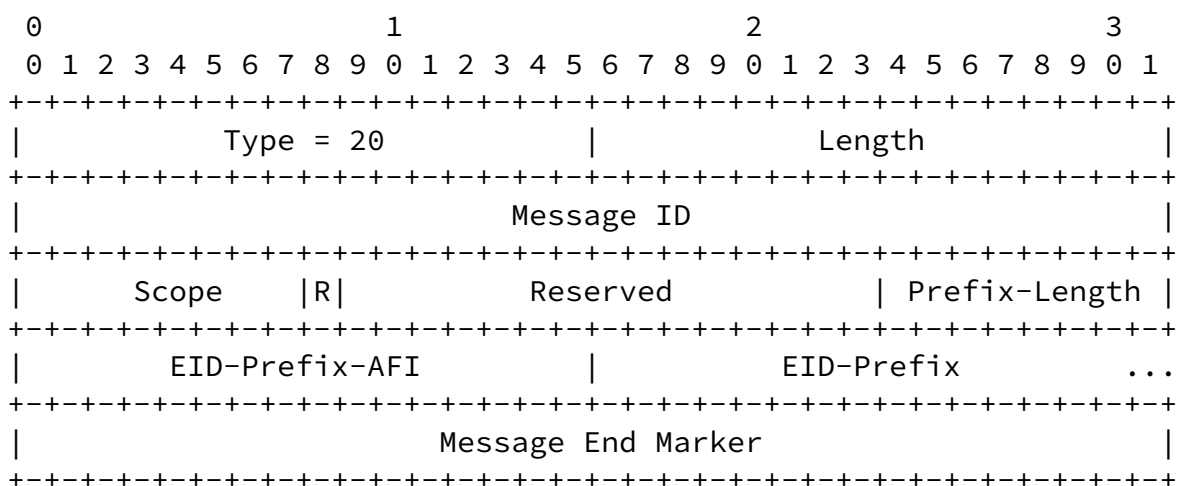 0                   1                   2                   3
 0 1 2 3 4 5 6 7 8 9 0 1 2 3 4 5 6 7 8 9 0 1 2 3 4 5 6 7 8 9 0 1
+-+-+-+-+-+-+-+-+-+-+-+-+-+-+-+-+-+-+-+-+-+-+-+-+-+-+-+-+-+-+-+-+
|           Type = 20           |            Length             |
+-+-+-+-+-+-+-+-+-+-+-+-+-+-+-+-+-+-+-+-+-+-+-+-+-+-+-+-+-+-+-+-+
|                           Message ID                          |
+-+-+-+-+-+-+-+-+-+-+-+-+-+-+-+-+-+-+-+-+-+-+-+-+-+-+-+-+-+-+-+-+
|      Scope    |R|          Reserved           | Prefix-Length |
+-+-+-+-+-+-+-+-+-+-+-+-+-+-+-+-+-+-+-+-+-+-+-+-+-+-+-+-+-+-+-+-+
|        EID-Prefix-AFI         |          EID-Prefix         ...
+-+-+-+-+-+-+-+-+-+-+-+-+-+-+-+-+-+-+-+-+-+-+-+-+-+-+-+-+-+-+-+-+
|                       Message End Marker                      |
+-+-+-+-+-+-+-+-+-+-+-+-+-+-+-+-+-+-+-+-+-+-+-+-+-+-+-+-+-+-+-+-+